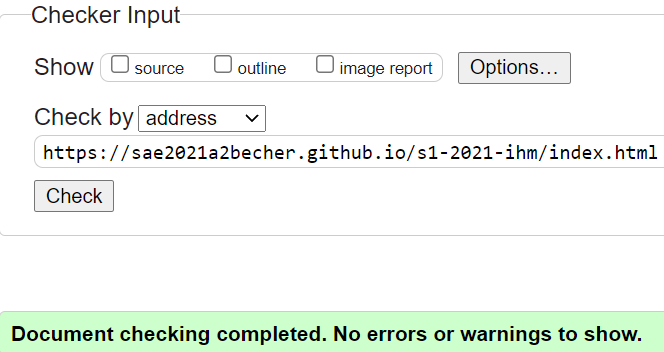 Checker Input
Show source outline image report Options...
Check by address
https://sae2021a2becher.github.io/s1-2021-ihm/index.html
Check
Document checking completed. No errors or warnings to show.